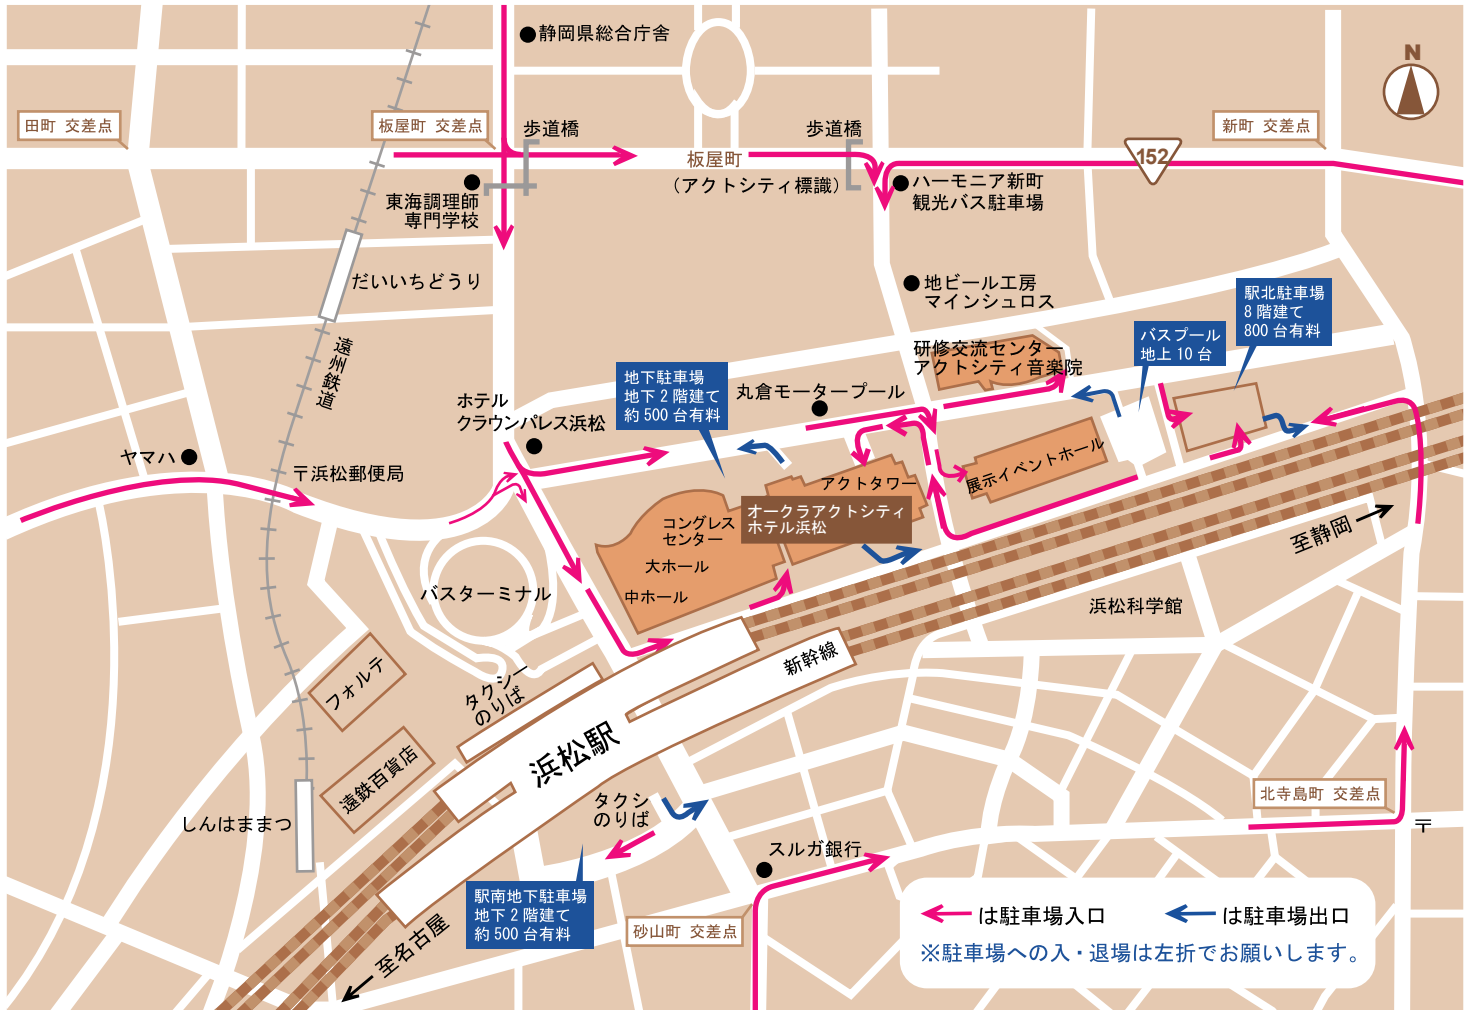 静岡県総合庁舎
N
田町 交差点
板屋町 交差点
歩道橋
歩道橋
新町 交差点
板屋町
(アクトシティ標識)
152
東海調理師
専門学校
ハーモニア新町
観光バス駐車場
だいいちどうり
地ビール工房
マインシュロス
駅北駐車場
8階建て
800台有料
バスプール
地上10台
遠州鉄道
研修交流センター
アクトシティ音楽院
地下駐車場
地下2階建て
約500台有料
丸倉モータープール
ホテル
クラウンパレス浜松
ヤマハ
〒浜松郵便局
展示イベントホール
アクトタワー
オークラアクトシティ
ホテル浜松
コングレス
センター
大ホール
中ホール
至静岡
バスターミナル
浜松科学館
新幹線
フォルテ
タクシー
のりば
浜松駅
遠鉄百貨店
しんはままつ
タクシ
のりば
北寺島町 交差点
〒
スルガ銀行
駅南地下駐車場
地下2階建て
約500台有料
砂山町 交差点
至名古屋
は駐車場入口
は駐車場出口
※駐車場への入・退場は左折でお願いします。